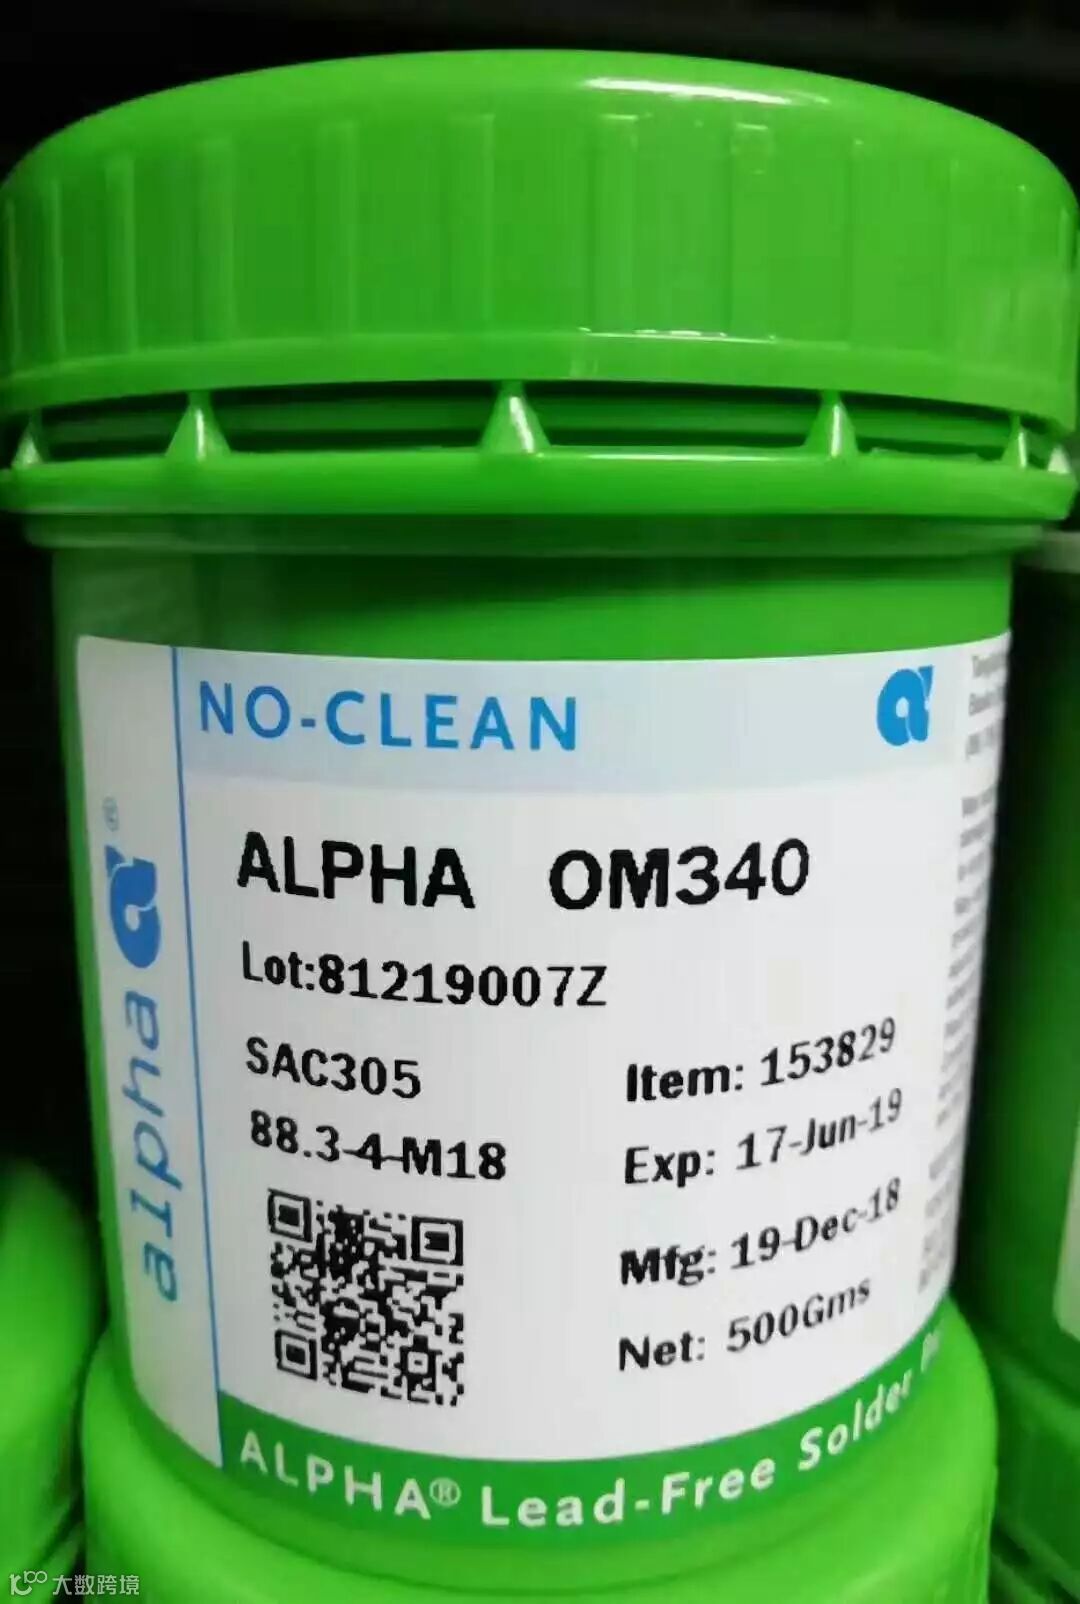 NO-CLEAN
alpha®
ALPHA OM340
Lot:81219007Z
SAC305
88.3-4-M18
Item: 153829
Exp: 17-Jun-19
Mfg: 19-Dec-18
Net: 500Gms
ALPHA® Lead-Free Solder
大数跨境